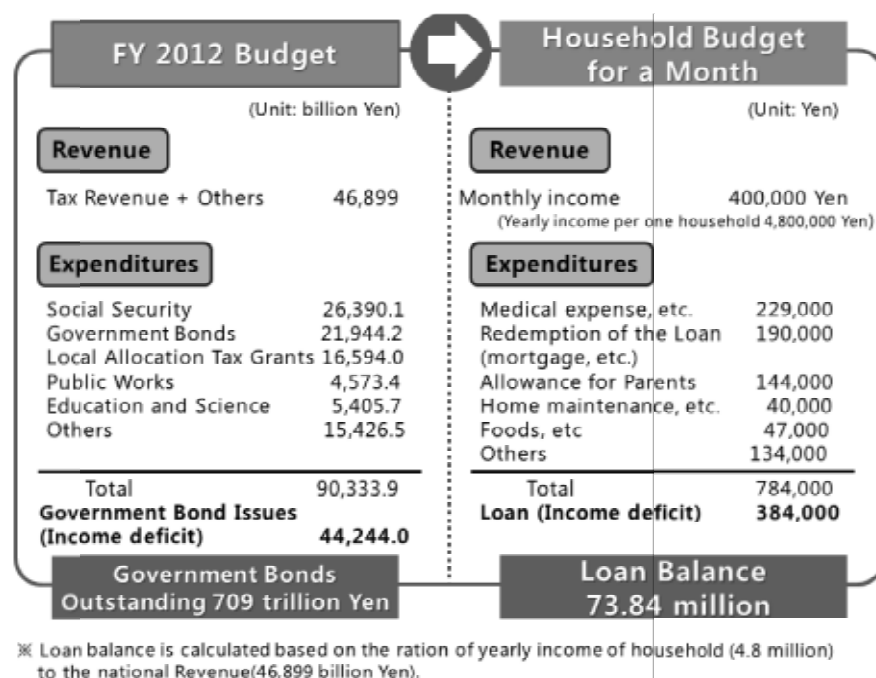 FY 2012 Budget
(Unit: billion Yen)
Revenue
Tax Revenue + Others 46,899
Expenditures
Social Security 26,390.1
Government Bonds 21,944.2
Local Allocation Tax Grants 16,594.0
Public Works 4,573.4
Education and Science 5,405.7
Others 15,426.5
Total 90,333.9
Government Bond Issues
(Income deficit) 44,244.0
Government Bonds
Outstanding 709 trillion Yen
Household Budget
for a Month
(Unit: Yen)
Revenue
Monthly income 400,000 Yen
(Yearly income per one household 4,800,000 Yen)
Expenditures
Medical expense, etc. 229,000
Redemption of the Loan 190,000
(mortgage, etc.)
Allowance for Parents 144,000
Home maintenance, etc. 40,000
Foods, etc 47,000
Others 134,000
Total 784,000
Loan (Income deficit) 384,000
Loan Balance
73.84 million
※ Loan balance is calculated based on the ration of yearly income of household (4.8 million)
to the national Revenue(46.899 billion Yen).